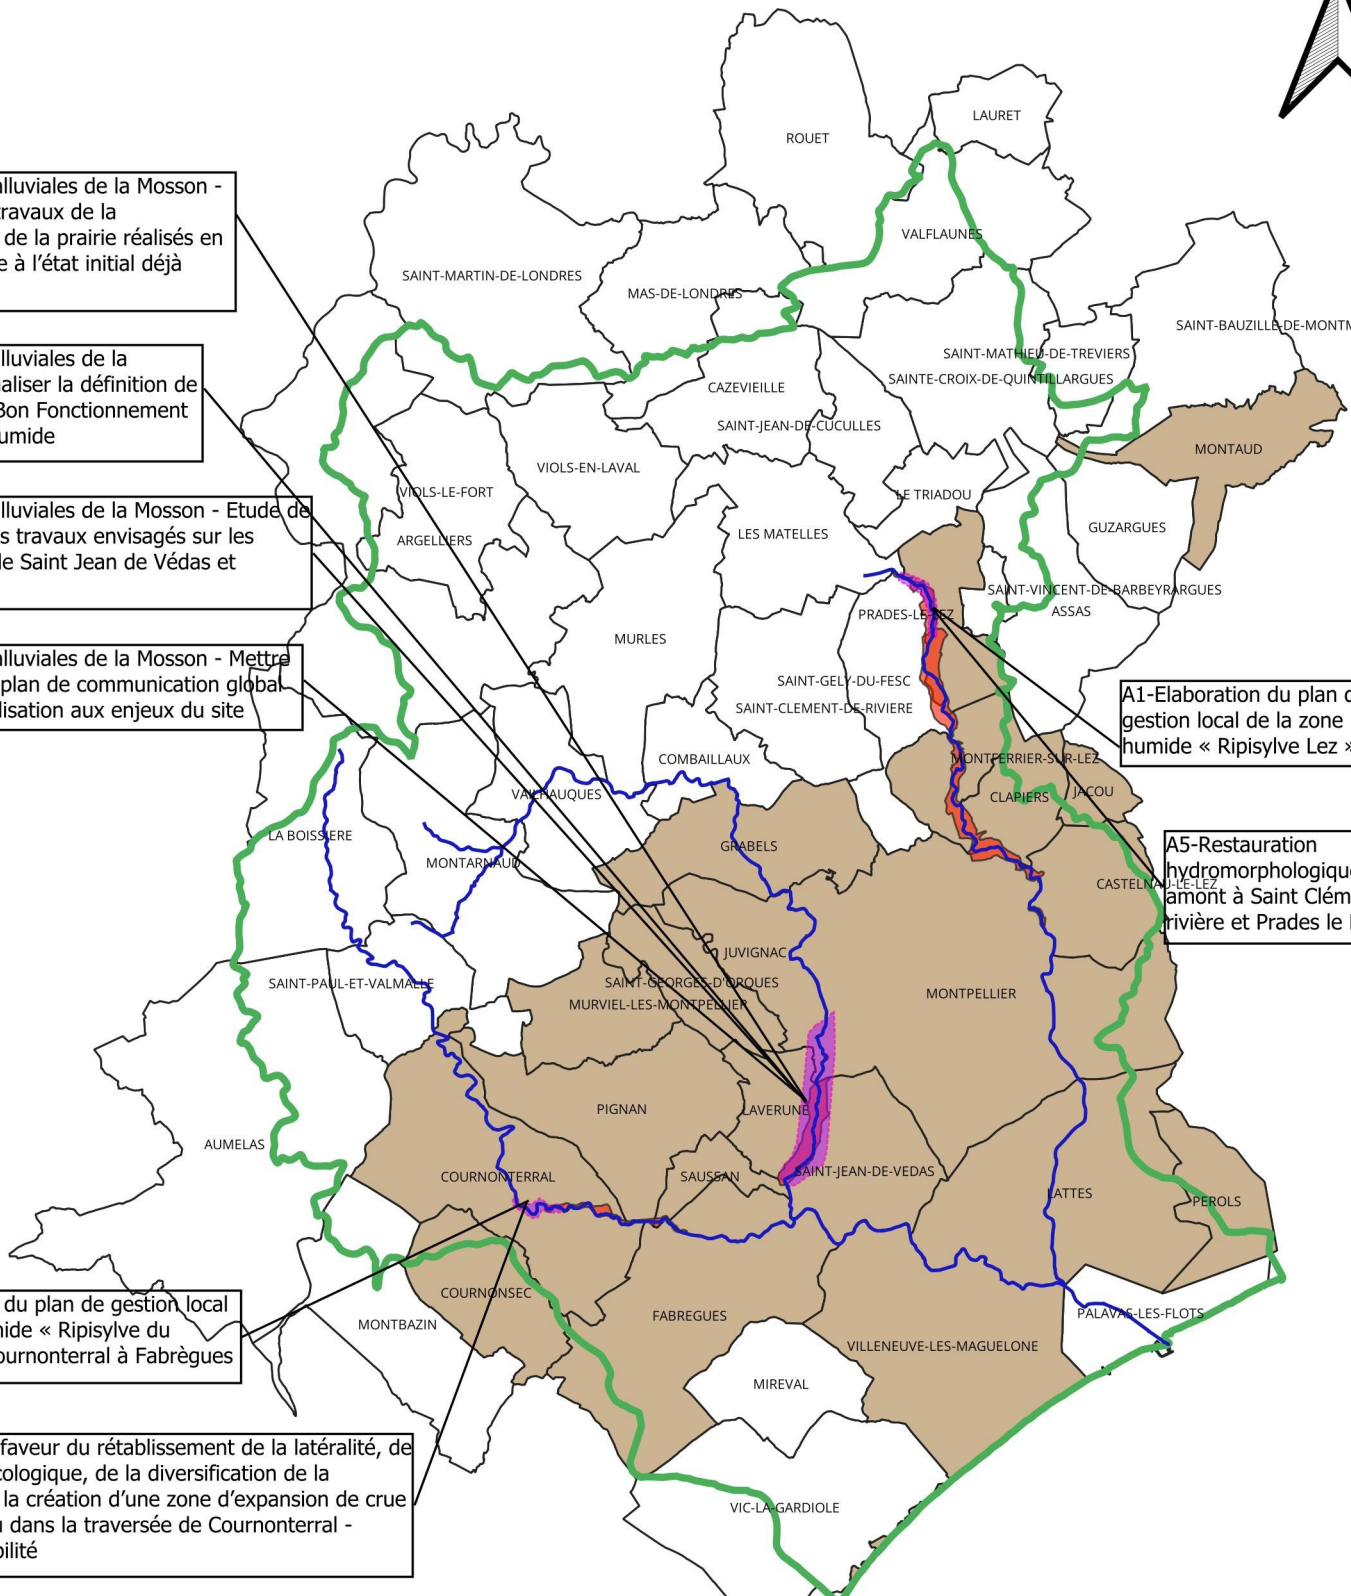 LAURET
ROUET
lluviales de la Mosson -
travaux de la
de la prairie réalisés en
e à l'état initial déjà
VALFLAUNES
SAINT-MARTIN-DE-LONDRES
MAS-DE-LONDRES
SAINT-BAUZILLE-DE-MONTM
lluviales de la
naliser la définition de
Bon Fonctionnement
umide
SAINT-MATHIEU-DE-TREVIERS
SAINTE-CROIX-DE-QUINTILLARGUES
CAZEVIEILLE
SAINT-JEAN-DE-CUCULLES
MONTAUD
VIOLS-EN-LAVAL
VIOLS-LE-FORT
LE TRIADOU
lluviales de la Mosson - Etude de
s travaux envisagés sur les
de Saint Jean de Védas et
ARGELLIERS
LES MATELLES
GUZARGUES
SAINT-VINCENT-DE-BARBEYRARGUES
ASSAS
PRADES-LE-LEZ
MURLES
lluviales de la Mosson - Mettre
plan de communication global
lisation aux enjeux du site
SAINT-GELY-DU-FESC
SAINT-CLEMENT-DE-RIVIERE
A1-Elaboration du plan d
gestion local de la zone
humide « Ripisylve Lez »
COMBAILLAUX
MONTFERRIER-SUR-LEZ
VAILHAUQUES
CLAPIERS
JACOU
LA BOISSIERE
GRABELS
MONTARNAUD
A5-Restauration
hydromorphologique
amont à Saint Clém
rivière et Prades le
CASTELNAU-LE-LEZ
JUVIGNAC
SAINT-PAUL-ET-VALMALLE
SAINT-GEORGES-D'ORQUES
MURVIEL-LES-MONTPELLIER
MONTPELLIER
PIGNAN
LAVERUNE
AUMELAS
COURNONTERRAL
SAUSSAN
SAINT-JEAN-DE-VEDAS
LATTES
PEROLS
COURNONSEC
du plan de gestion local
mide « Ripisylve du
ournonterral à Fabrègues
MONTBAZIN
FABREGUES
PALAVAS-LES-FLOTS
VILLENEUVE-LES-MAGUELONE
MIREVAL
faveur du rétablissement de la latéralité, de
cologique, de la diversification de la
la création d'une zone d'expansion de crue
u dans la traversée de Cournonterral -
bilité
VIC-LA-GARDIOLE